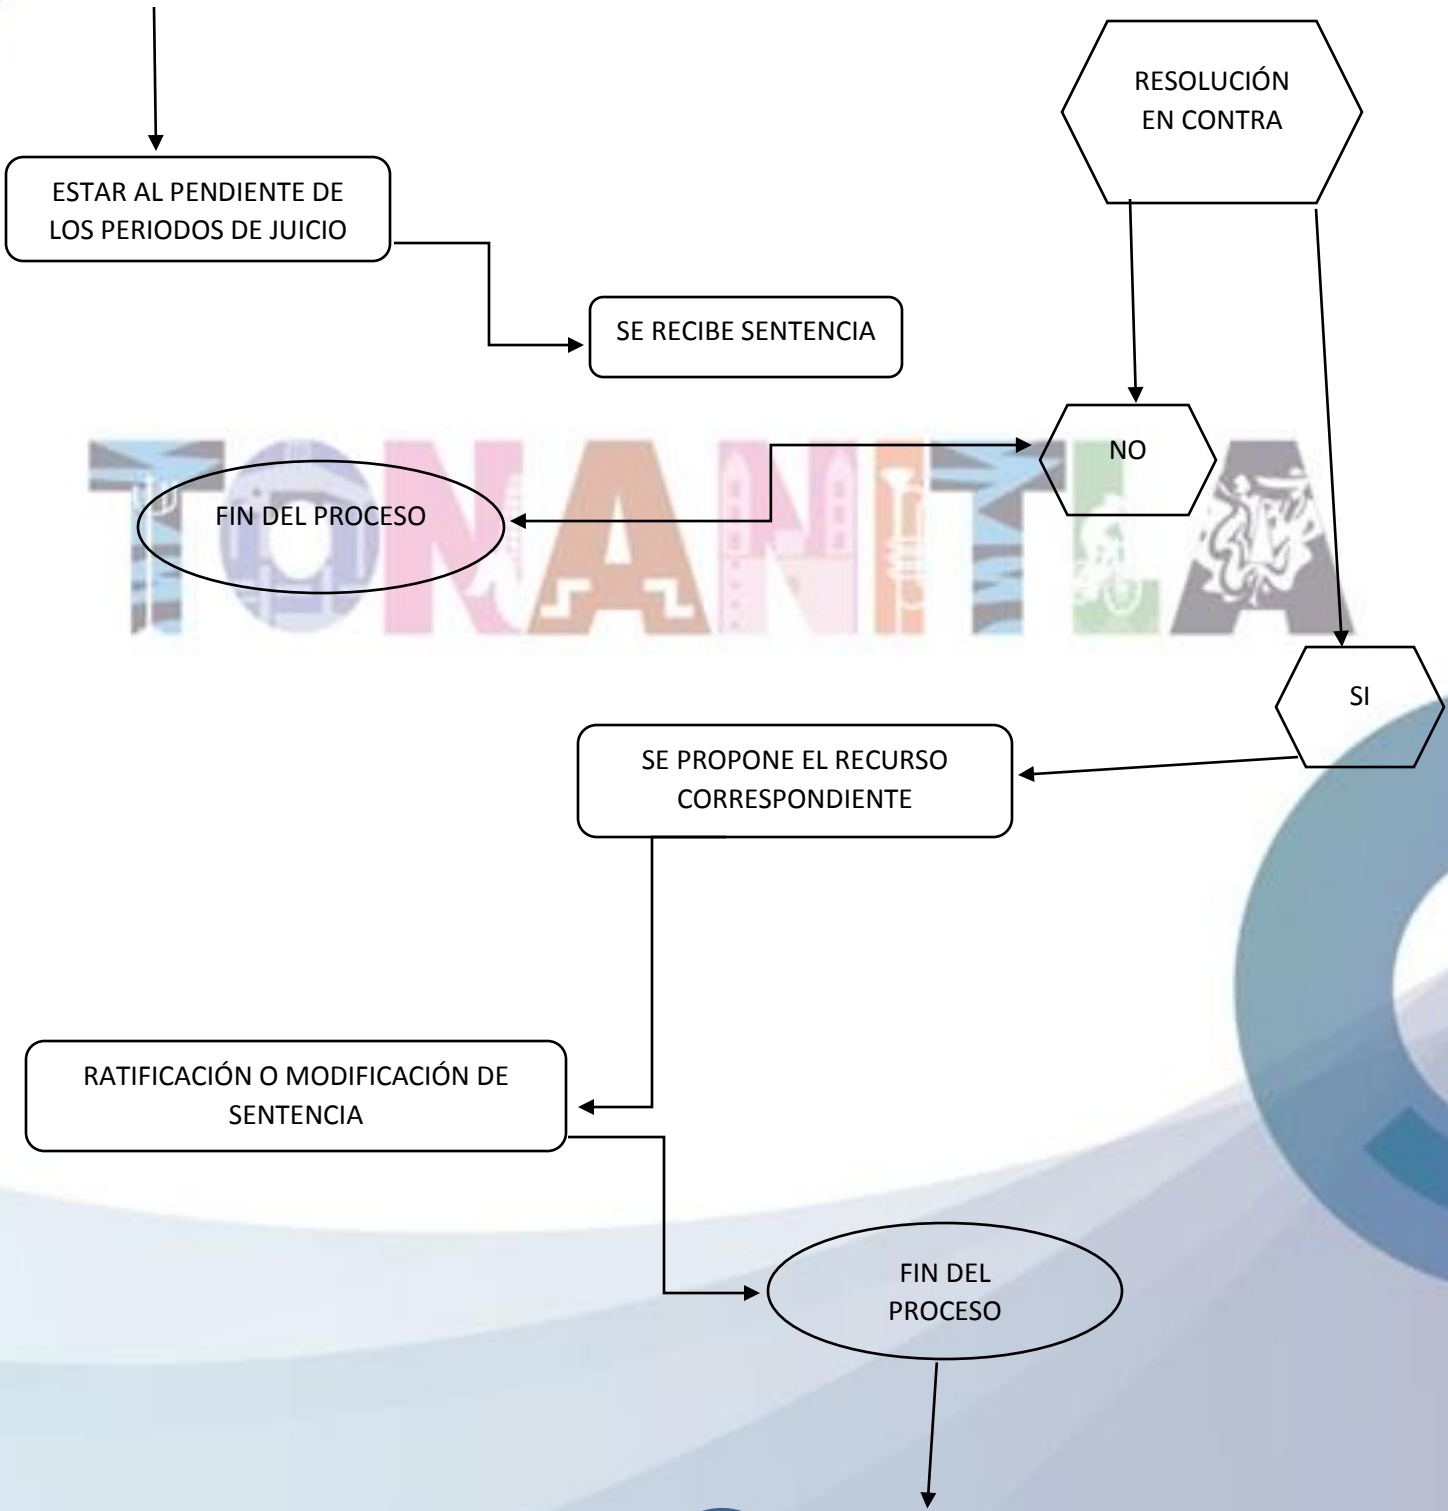 RESOLUCIÓN
EN CONTRA
ESTAR AL PENDIENTE DE
LOS PERIODOS DE JUICIO
SE RECIBE SENTENCIA
NO
TONANITLA
FIN DEL PROCESO
SI
SE PROPONE EL RECURSO
CORRESPONDIENTE
RATIFICACIÓN O MODIFICACIÓN DE
SENTENCIA
FIN DEL
PROCESO